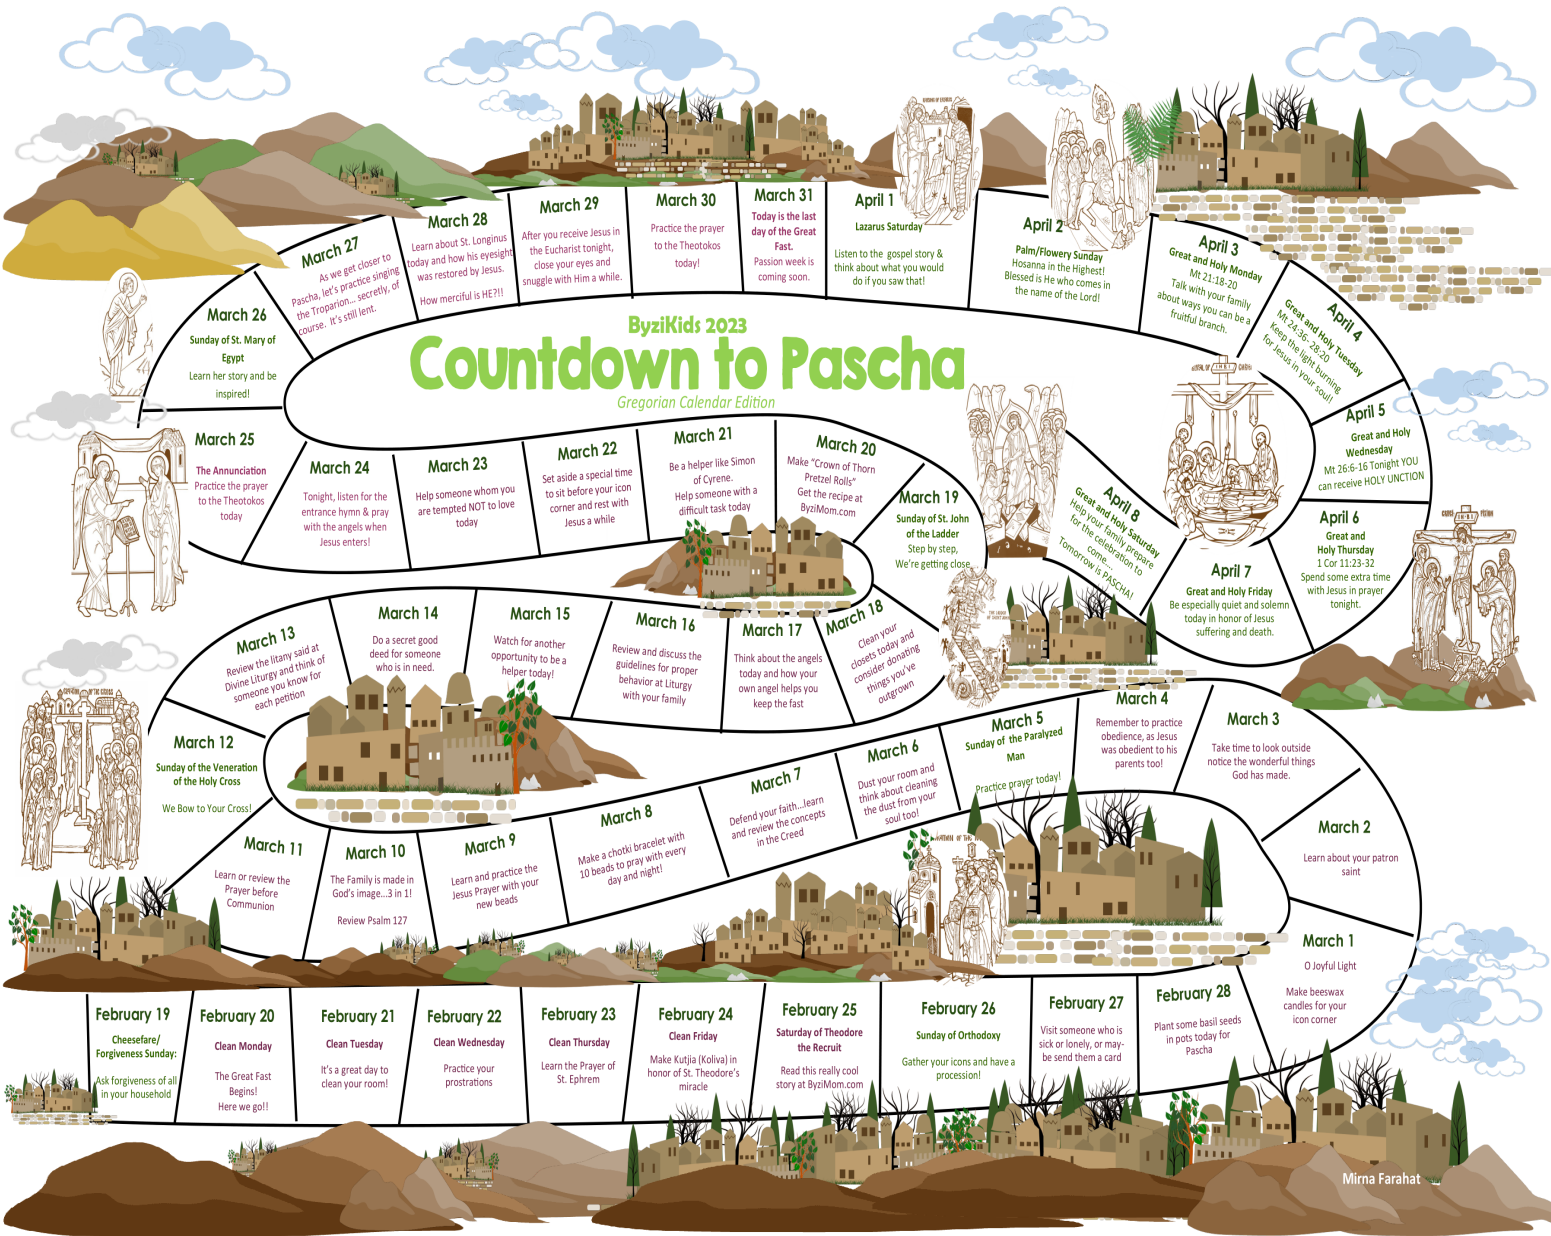 ByziKids 2023
Countdown to Pascha
Gregorian Calendar Edition
February 19
Cheesefare/
Forgiveness Sunday:
Ask forgiveness of all
in your household
February 20
Clean Monday
The Great Fast
Begins!
Here we go!!
February 21
Clean Tuesday
It's a great day to
clean your room!
February 22
Clean Wednesday
Practice your
prostrations
February 23
Clean Thursday
Learn the Prayer of
St. Ephrem
February 24
Clean Friday
Make Kutjia (Koliva) in
honor of St. Theodore's
miracle
February 25
Saturday of Theodore
the Recruit
Read this really cool
story at ByziMom.com
February 26
Sunday of Orthodoxy
Gather your icons and have a
procession!
February 27
Visit someone who is
sick or lonely, or may-
be send them a card
February 28
Plant some basil seeds
in pots today for
Pascha
March 1
O Joyful Light
Make beeswax
candles for your
icon corner
March 2
Learn about your patron
saint
March 3
Take time to look outside
notice the wonderful things
God has made.
March 4
Remember to practice
obedience, as Jesus
was obedient to his
parents too!
March 5
Sunday of the Paralyzed
Man
Practice prayer today!
March 6
Dust your room and
think about cleaning
the dust from your
soul too!
March 7
Defend your faith...learn
and review the concepts
in the Creed
March 8
Make a chotki bracelet with
10 beads to pray with every
day and night!
March 9
Learn and practice the
Jesus Prayer with your
new beads
March 10
The Family is made in
God's image...3 in 1!
Review Psalm 127
March 11
Learn or review the
Prayer before
Communion
March 12
Sunday of the Veneration
of the Holy Cross
We Bow to Your Cross!
March 13
Review the litany said at
Divine Liturgy and think of
someone you know for
each petition
March 14
Do a secret good
deed for someone
who is in need.
March 15
Watch for another
opportunity to be a
helper today!
March 16
Review and discuss the
guidelines for proper
behavior at Liturgy
with your family
March 17
Think about the angels
today and how your
own angel helps you
keep the fast
March 18
Clean your
closets today and
consider donating
things you've
outgrown
March 19
Sunday of St. John
of the Ladder
Step by step,
We're getting close
March 20
Make "Crown of Thorn
Pretzel Rolls"
Get the recipe at
ByziMom.com
March 21
Be a helper like Simon
of Cyrene.
Help someone with a
difficult task today
March 22
Set aside a special time
to sit before your icon
corner and rest with
Jesus a while
March 23
Help someone whom you
are tempted NOT to love
today
March 24
Tonight, listen for the
entrance hymn & pray
with the angels when
Jesus enters!
March 25
The Annunciation
Practice the prayer
to the Theotokos
today
March 26
Sunday of St. Mary of
Egypt
Learn her story and be
inspired!
March 27
As we get closer to
Pascha, let's practice singing
the Troparion... secretly, of
course. It's still lent.
March 28
Learn about St. Longinus
today and how his eyesight
was restored by Jesus.
How merciful is HE?!!
March 29
After you receive Jesus in
the Eucharist tonight,
close your eyes and
snuggle with Him a while.
March 30
Practice the prayer
to the Theotokos
today!
March 31
Today is the last
day of the Great
Fast.
Passion week is
coming soon.
April 1
Lazarus Saturday
Listen to the gospel story &
think about what you would
do if you saw that!
April 2
Palm/Flowery Sunday
Hosanna in the Highest!
Blessed is He who comes in
the name of the Lord!
April 3
Great and Holy Monday
Mt 21:18-20
Talk with your family
about ways you can be a
fruitful branch.
April 4
Great and Holy Tuesday
Mt 24:36- 28:20
Keep the light burning
for Jesus in your soul!
April 5
Great and Holy
Wednesday
Mt 26:6-16 Tonight YOU
can receive HOLY UNCTION
April 6
Great and
Holy Thursday
1 Cor 11:23-32
Spend some extra time
with Jesus in prayer
tonight.
April 7
Great and Holy Friday
Be especially quiet and solemn
today in honor of Jesus
suffering and death.
April 8
Great and Holy Saturday
Help your family prepare
for the celebration to
come....
Tomorrow is PASCHA!
Mirna Farahat